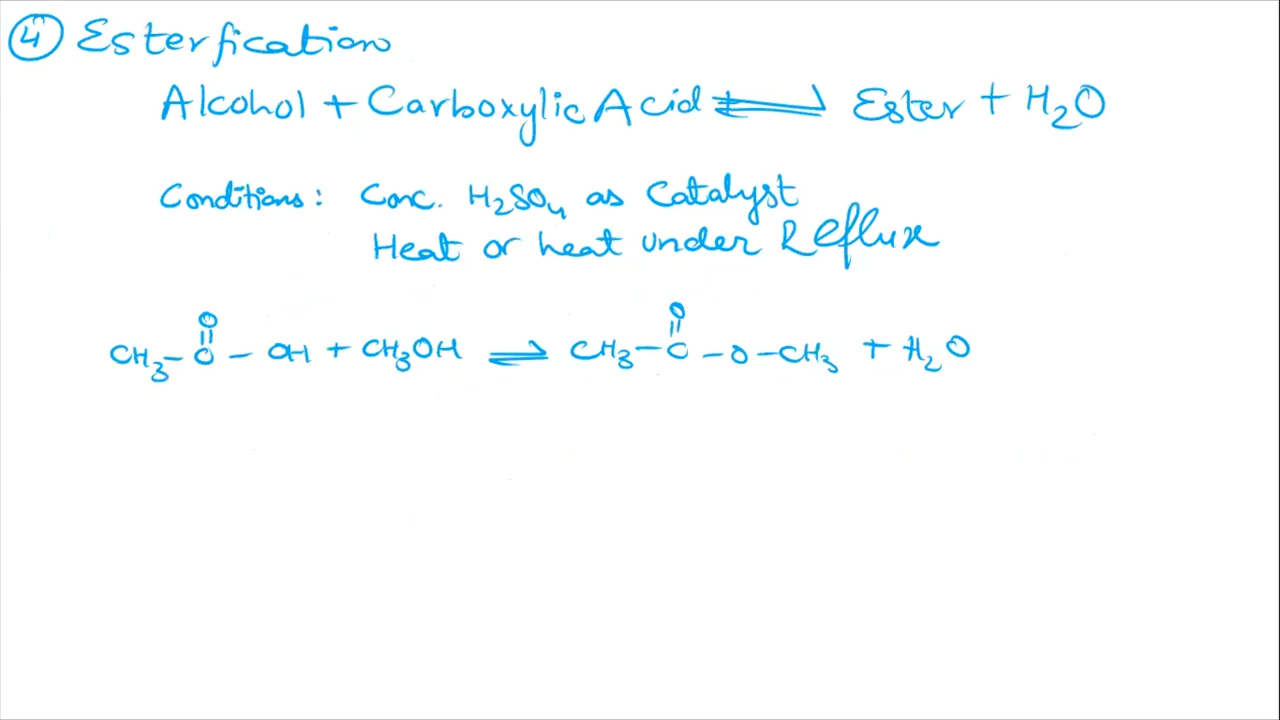 ④ Esterfication
Alcohol + Carboxylic Acid ⇌ Ester + H₂O
Conditions: Conc. H₂SO₄ as Catalyst
Heat or heat under Reflux
O O
CH₃–C–OH + CH₃OH ⇌ CH₃–C–O–CH₃ + H₂O